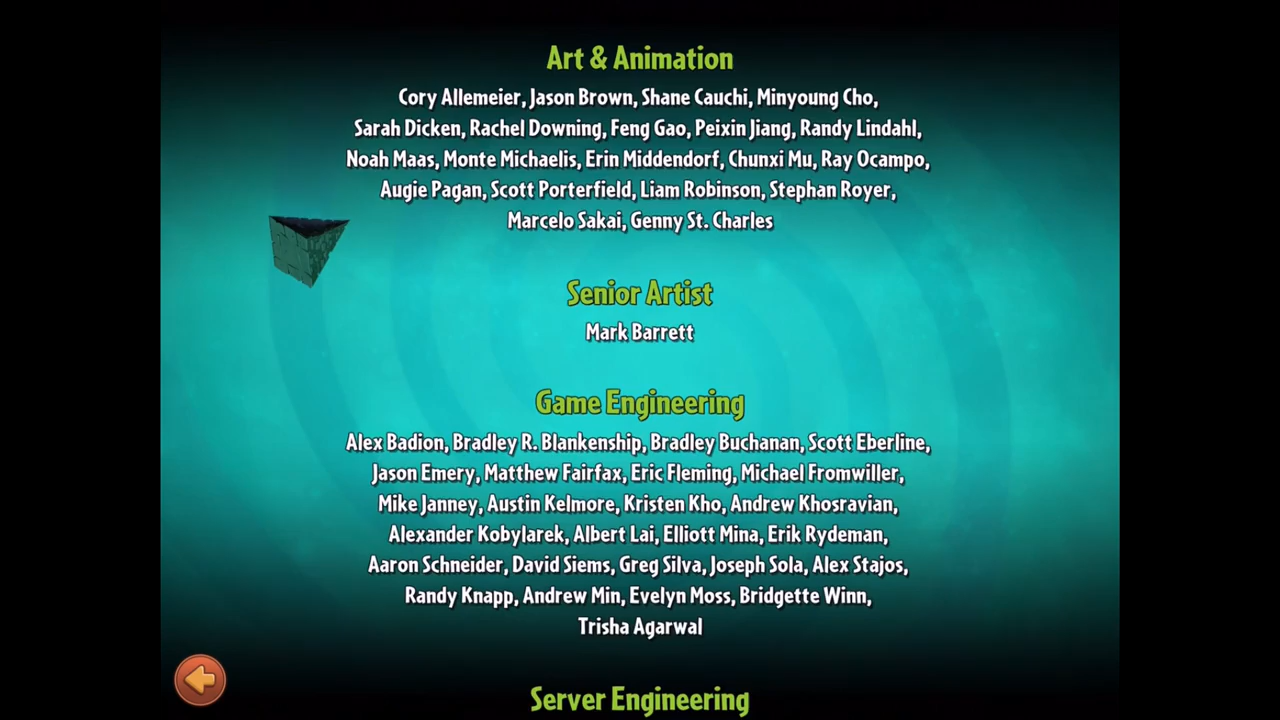 Art & Animation
Cory Allemeier, Jason Brown, Shane Cauchi, Minyoung Cho,
Sarah Dicken, Rachel Downing, Feng Gao, Peixin Jiang, Randy Lindahl,
Noah Maas, Monte Michaelis, Erin Middendorf, Chunxi Mu, Ray Ocampo,
Augie Pagan, Scott Porterfield, Liam Robinson, Stephan Royer,
Marcelo Sakai, Genny St. Charles
Senior Artist
Mark Barrett
Game Engineering
Alex Badion, Bradley R. Blankenship, Bradley Buchanan, Scott Eberline,
Jason Emery, Matthew Fairfax, Eric Fleming, Michael Fromwiller,
Mike Janney, Austin Kelmore, Kristen Kho, Andrew Khosravian,
Alexander Kobylarek, Albert Lai, Elliott Mina, Erik Rydeman,
Aaron Schneider, David Siems, Greg Silva, Joseph Sola, Alex Stajos,
Randy Knapp, Andrew Min, Evelyn Moss, Bridgette Winn,
Trisha Agarwal
Server Engineering